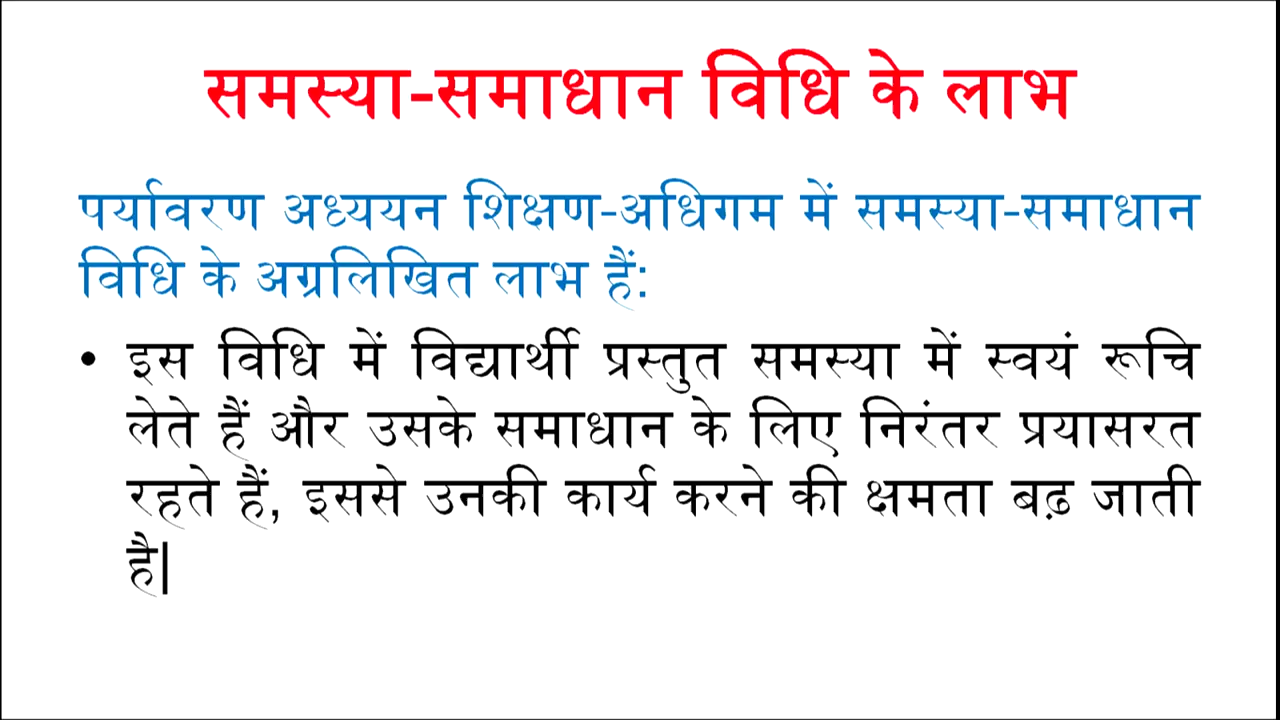 समस्या-समाधान विधि के लाभ
पर्यावरण अध्ययन शिक्षण-अधिगम में समस्या-समाधान
विधि के अग्रलिखित लाभ हैं:
• इस विधि में विद्यार्थी प्रस्तुत समस्या में स्वयं रूचि
लेते हैं और उसके समाधान के लिए निरंतर प्रयासरत
रहते हैं, इससे उनकी कार्य करने की क्षमता बढ़ जाती
है|